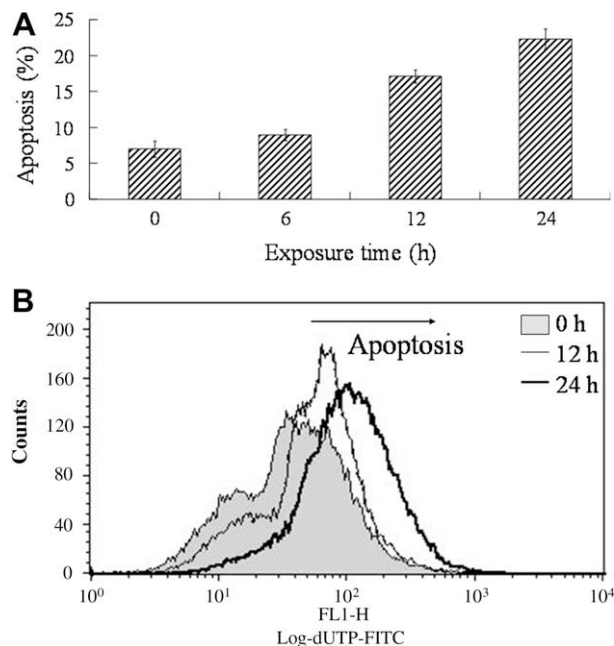 A
Apoptosis (%)
25
20
15
10
5
0
0 6 12 24
Exposure time (h)
B
Counts
200
160
120
80
40
0
Apoptosis
0 h
12 h
24 h
10⁰ 10¹ 10² 10³ 10⁴
FL1-H
Log-dUTP-FITC